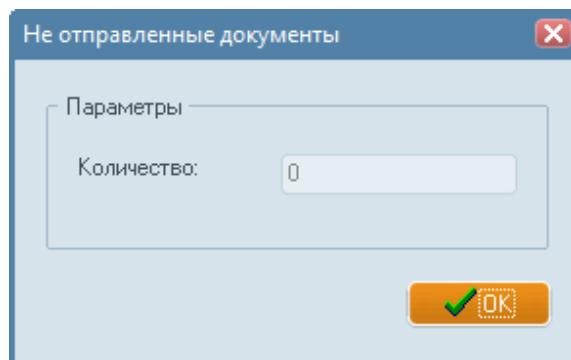 Не отправленные документы
Параметры
Количество:
0
OK